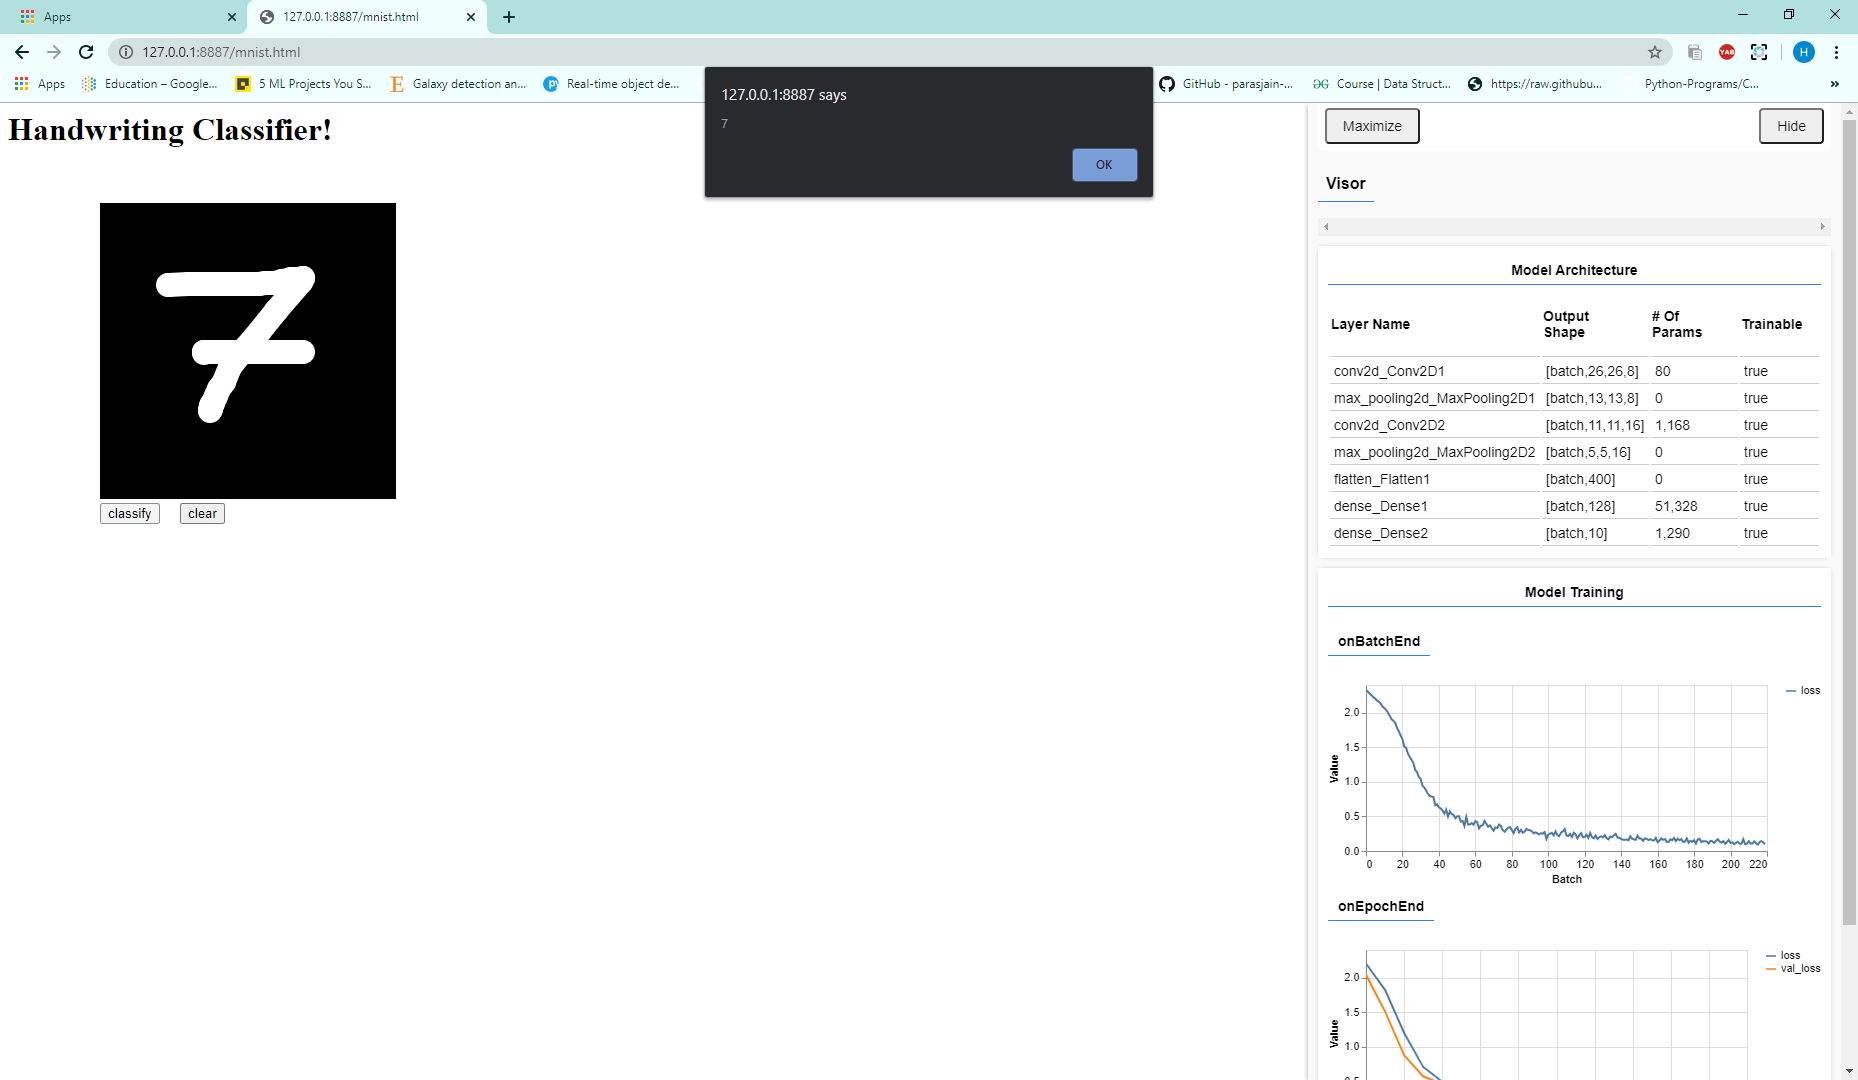 Apps
127.0.0.1:8887/mnist.html
127.0.0.1:8887/mnist.html
YAB
H
Apps
Education – Google...
5 ML Projects You S...
E Galaxy detection an...
Real-time object de...
GitHub - parasjain-...
Course | Data Struct...
https://raw.githubu...
Python-Programs/C...
»
127.0.0.1:8887 says
7
OK
Handwriting Classifier!
7
classify clear
Maximize Hide
Visor
Model Architecture
Layer Name Output Shape # Of Params Trainable
conv2d_Conv2D1 [batch,26,26,8] 80 true
max_pooling2d_MaxPooling2D1 [batch,13,13,8] 0 true
conv2d_Conv2D2 [batch,11,11,16] 1,168 true
max_pooling2d_MaxPooling2D2 [batch,5,5,16] 0 true
flatten_Flatten1 [batch,400] 0 true
dense_Dense1 [batch,128] 51,328 true
dense_Dense2 [batch,10] 1,290 true
Model Training
onBatchEnd
loss
2.0
1.5
1.0
0.5
0.0
Value
0 20 40 60 80 100 120 140 160 180 200 220
Batch
onEpochEnd
loss
val_loss
2.0
1.5
1.0
Value